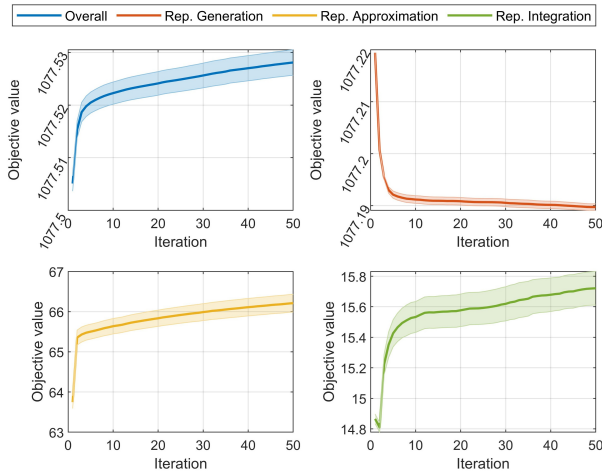 Overall Rep. Generation Rep. Approximation Rep. Integration
Objective value
1077.53
1077.52
1077.51
1077.5
0 10 20 30 40 50
Iteration
Objective value
1077.22
1077.21
1077.2
1077.19
0 10 20 30 40 50
Iteration
Objective value
67
66
65
64
63
0 10 20 30 40 50
Iteration
Objective value
15.8
15.6
15.4
15.2
15
14.8
0 10 20 30 40 50
Iteration